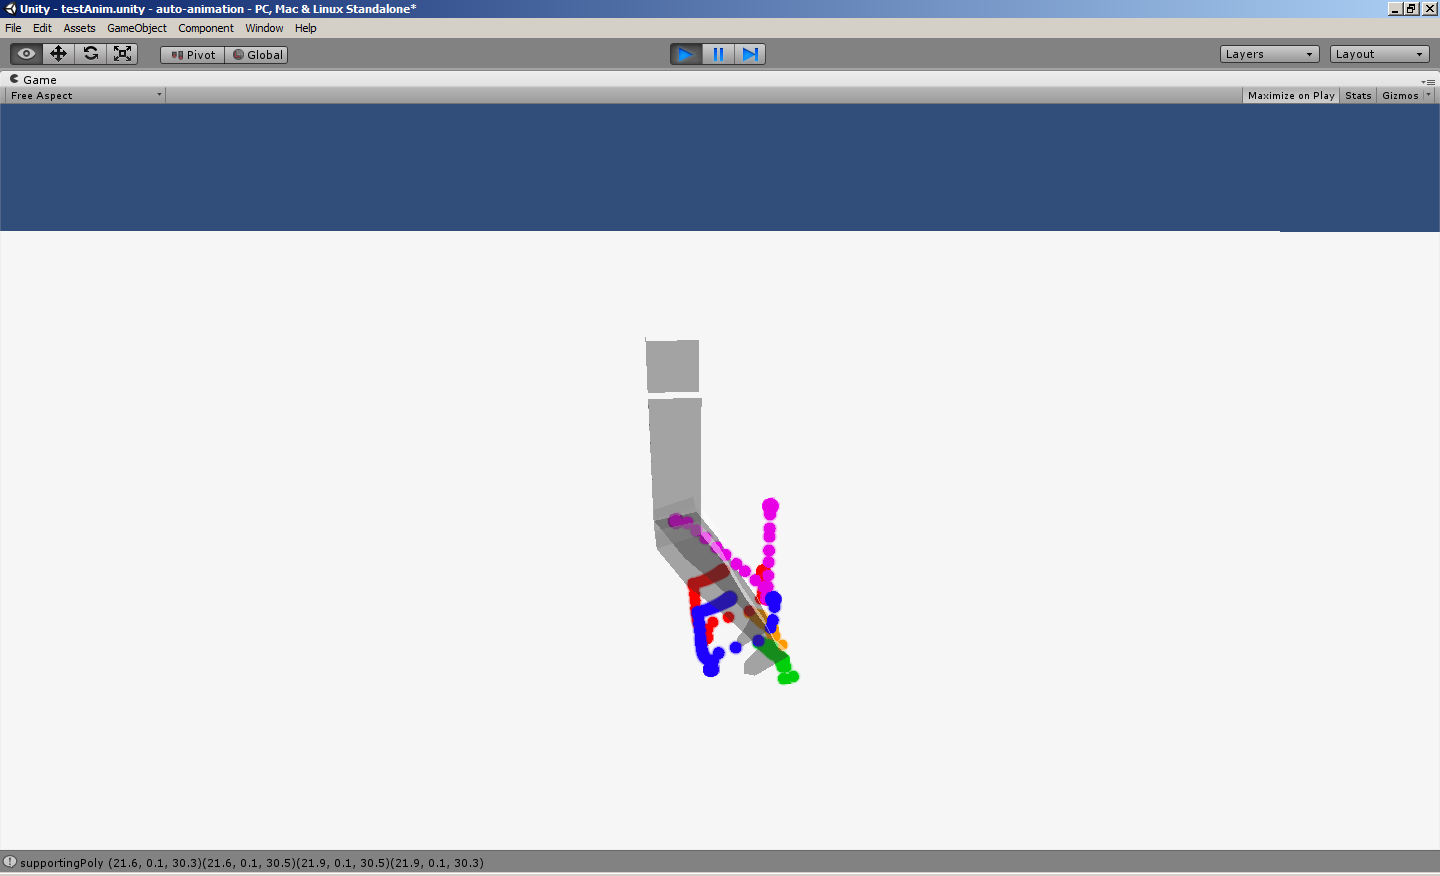 Unity - testAnim.unity - auto-animation - PC, Mac & Linux Standalone*
File Edit Assets GameObject Component Window Help
Pivot Global Layers Layout
Game
Free Aspect Maximize on Play Stats Gizmos
supportingPoly (21.6, 0.1, 30.3)(21.6, 0.1, 30.5)(21.9, 0.1, 30.5)(21.9, 0.1, 30.3)